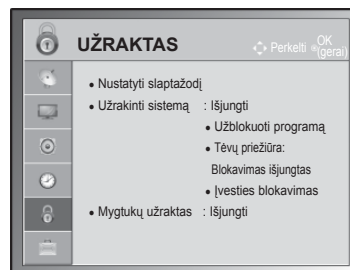 UŽRAKTAS
Perkelti
OK
(gerai)
• Nustatyti slaptažodį
• Užrakinti sistemą : Išjungti
• Užblokuoti programą
• Tėvų priežiūra:
Blokavimas išjungtas
• Įvesties blokavimas
• Mygtukų užraktas : Išjungti